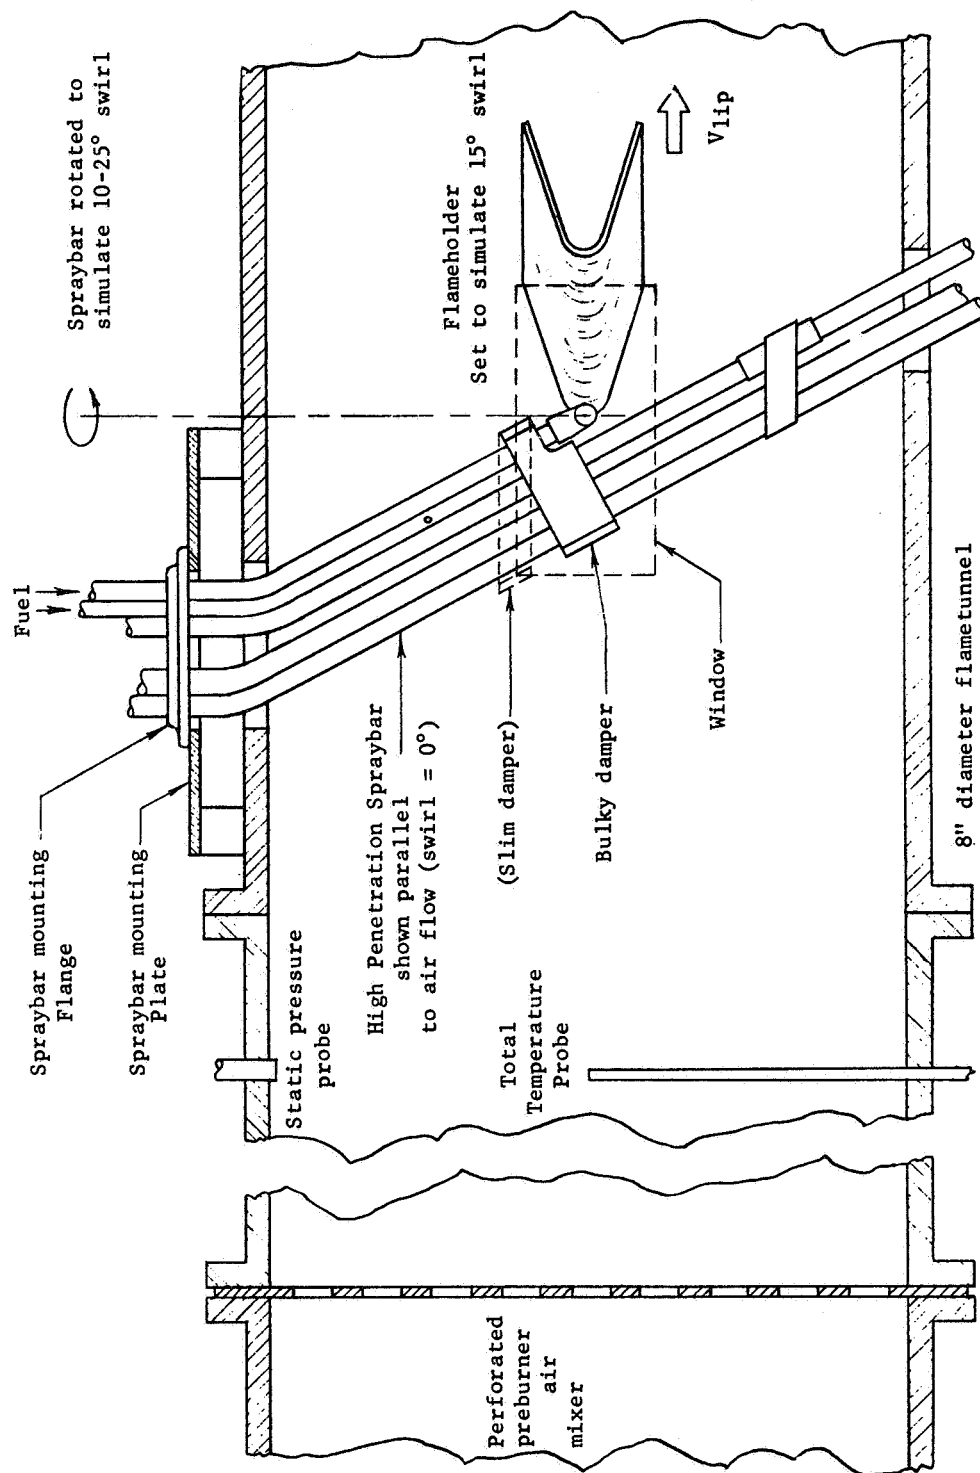 Spraybar mounting
Flange
Spraybar mounting
Plate
Fuel
Spraybar rotated to
simulate 10-25° swirl
Static pressure
probe
High Penetration Spraybar
shown parallel
to air flow (swirl = 0°)
Flameholder
Set to simulate 15° swirl
Vlip
Total
Temperature
Probe
(Slim damper)
Bulky damper
Window
Perforated
preburner
air
mixer
8" diameter flametunnel